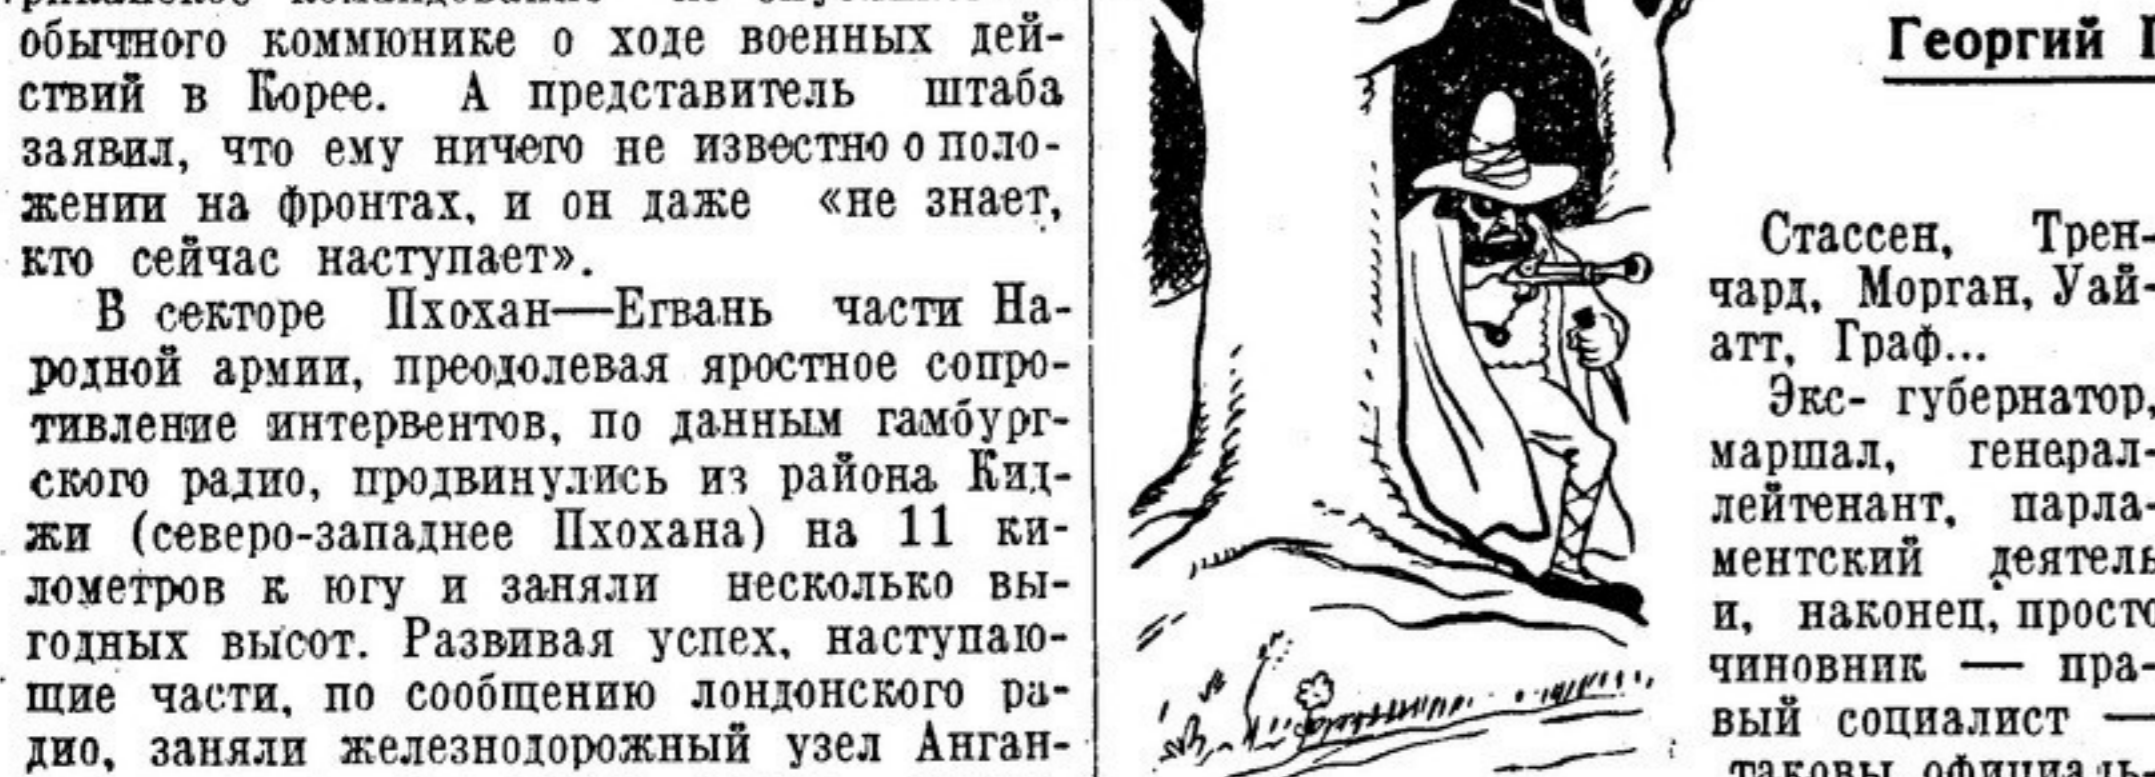 обычного коммюнике о ходе военных дей-
ствий в Корее. А представитель штаба
заявил, что ему ничего не известно о поло-
жении на фронтах, и он даже «не знает,
кто сейчас наступает».
В секторе Пхохан—Егвань части На-
родной армии, преодолевая яростное сопро-
тивление интервентов, по данным гамбург-
ского радио, продвинулись из района Кид-
жи (северо-западнее Пхохана) на 11 ки-
лометров к югу и заняли несколько вы-
годных высот. Развивая успех, наступаю-
щие части, по сообщению лондонского ра-
дио, заняли железнодорожный узел Анган-
Георгий
Стассен, Трен-
чард, Морган, Уай-
атт, Граф...
Экс- губернатор,
маршал, генерал-
лейтенант, парла-
ментский деятель
и, наконец, просто
чиновник — пра-
вый социалист —
таковы